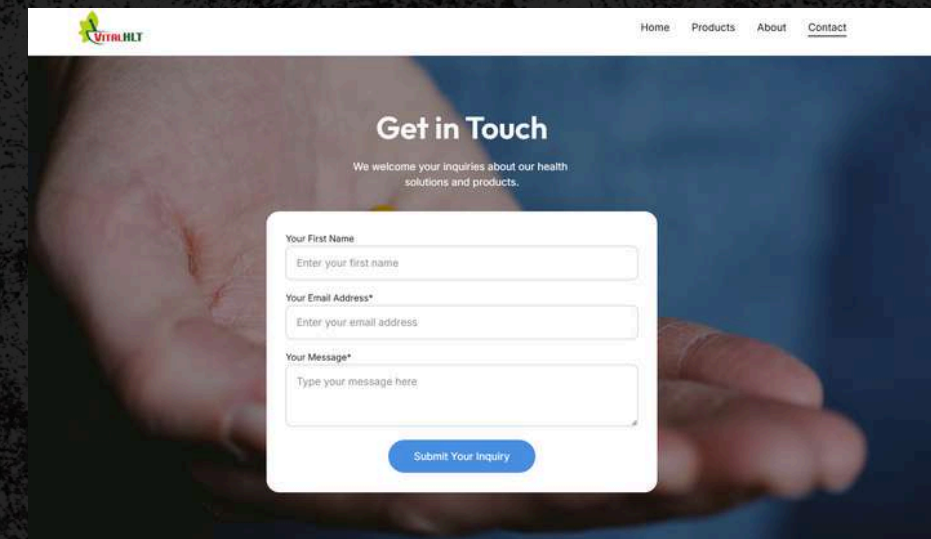 VITALHLT
Home Products About Contact
Get in Touch
We welcome your inquiries about our health
solutions and products.
Your First Name
Enter your first name
Your Email Address*
Enter your email address
Your Message*
Type your message here
Submit Your Inquiry